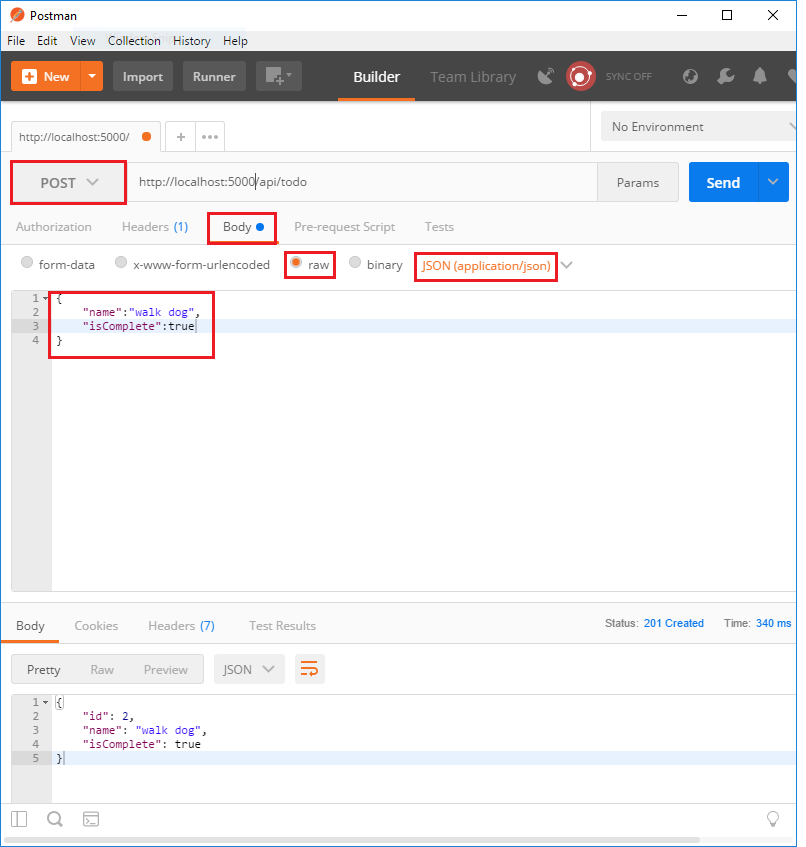 Postman
File Edit View Collection History Help
New Import Runner Builder Team Library SYNC OFF
http://localhost:5000/ + ••• No Environment
POST http://localhost:5000/api/todo Params Send
Authorization Headers (1) Body Pre-request Script Tests
form-data x-www-form-urlencoded raw binary JSON (application/json)
1 {
2 "name":"walk dog",
3 "isComplete":true
4 }
Body Cookies Headers (7) Test Results Status: 201 Created Time: 340 ms
Pretty Raw Preview JSON
1 {
2 "id": 2,
3 "name": "walk dog",
4 "isComplete": true
5 }